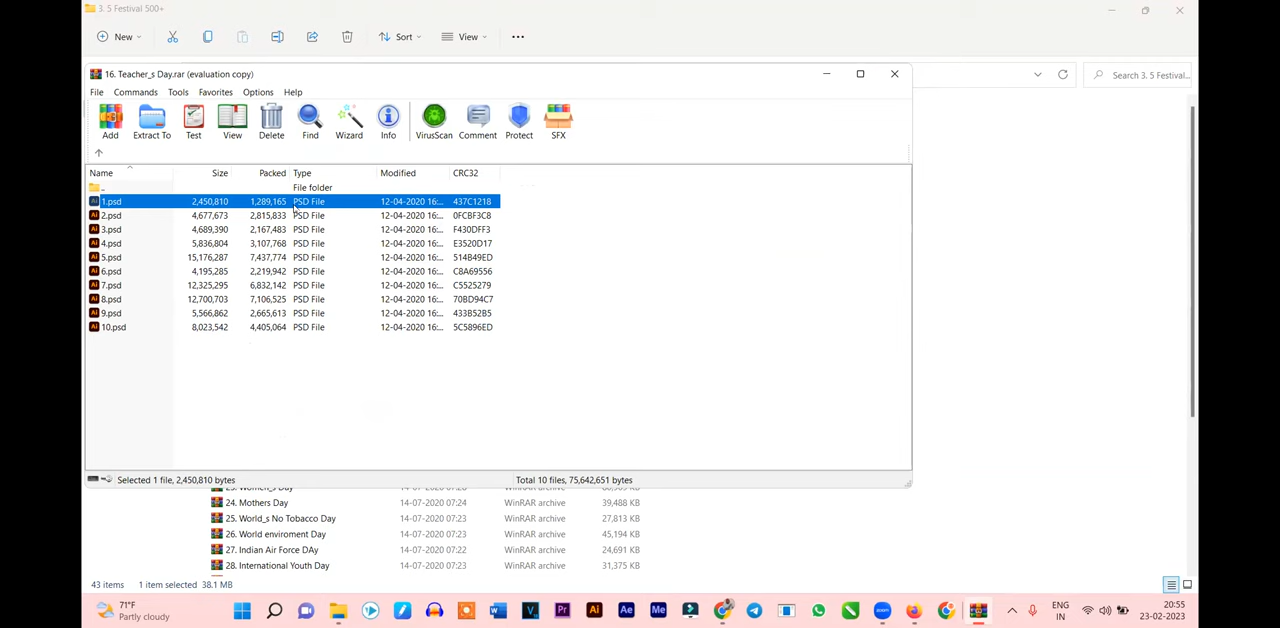 3. 5 Festival 500+
New
Sort
View
Search 3. 5 Festival...
16. Teacher_s Day.rar (evaluation copy)
File Commands Tools Favorites Options Help
Add Extract To Test View Delete Find Wizard Info VirusScan Comment Protect SFX
Name Size Packed Type Modified CRC32
.. File folder
1.psd 2,450,810 1,289,165 PSD File 12-04-2020 16:... 437C1218
2.psd 4,677,673 2,815,833 PSD File 12-04-2020 16:... 0FCBF3C8
3.psd 4,689,390 2,167,483 PSD File 12-04-2020 16:... F430DFF3
4.psd 5,836,804 3,107,768 PSD File 12-04-2020 16:... E3520D17
5.psd 15,176,287 7,437,774 PSD File 12-04-2020 16:... 514B49ED
6.psd 4,195,285 2,219,942 PSD File 12-04-2020 16:... C8A69556
7.psd 12,325,295 6,832,142 PSD File 12-04-2020 16:... C5525279
8.psd 12,700,703 7,106,525 PSD File 12-04-2020 16:... 70BD94C7
9.psd 5,566,862 2,665,613 PSD File 12-04-2020 16:... 433B52B5
10.psd 8,023,542 4,405,064 PSD File 12-04-2020 16:... 5C5896ED
Selected 1 file, 2,450,810 bytes Total 10 files, 75,642,651 bytes
24. Mothers Day 14-07-2020 07:24 WinRAR archive 39,488 KB
25. World_s No Tobacco Day 14-07-2020 07:23 WinRAR archive 27,813 KB
26. World enviroment Day 14-07-2020 07:23 WinRAR archive 45,194 KB
27. Indian Air Force DAy 14-07-2020 07:22 WinRAR archive 24,691 KB
28. International Youth Day 14-07-2020 07:23 WinRAR archive 31,375 KB
43 items 1 item selected 38.1 MB
71°F
Partly cloudy
ENG
IN
20:55
23-02-2023